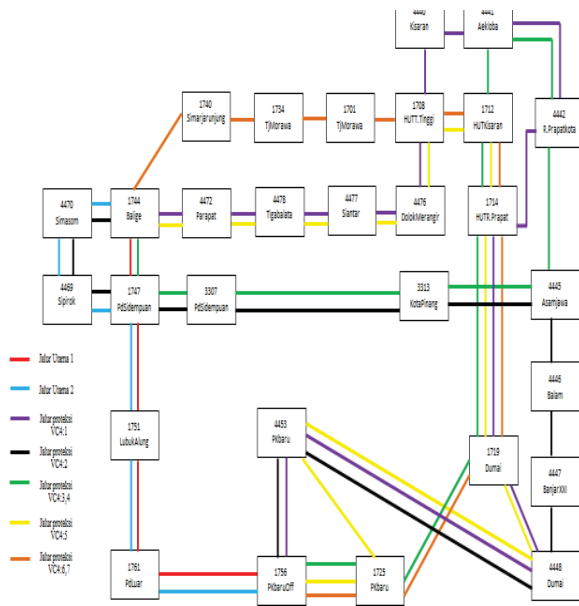 4440
Kisaran
4441
Aekloba
1740
Simarjarunjung
1734
TjMorawa
1701
TjMorawa
1708
HUTT.Tinggi
1712
HUTKisaran
4442
R.Prapatkota
4470
Simasom
1744
Balige
4472
Parapat
4478
Tigabalata
4477
Siantar
4476
DolokMerangir
1714
HUTR.Prapat
4469
Sipirok
1747
PdSidempuan
3307
PdSidempuan
3313
KotaPinang
4445
Asamjawa
Jalur Utama 1
Jalur Utama 2
Jalur proteksi
VC4:1
Jalur proteksi
VC4:2
Jalur proteksi
VC4:3,4
Jalur proteksi
VC4:5
Jalur proteksi
VC4:6,7
4446
Balam
1751
LubukAlung
4453
PKbaru
1719
Dumai
4447
BanjarXXI
1761
PdLuar
1756
PKbaruOff
1725
PKbaru
4448
Dumai